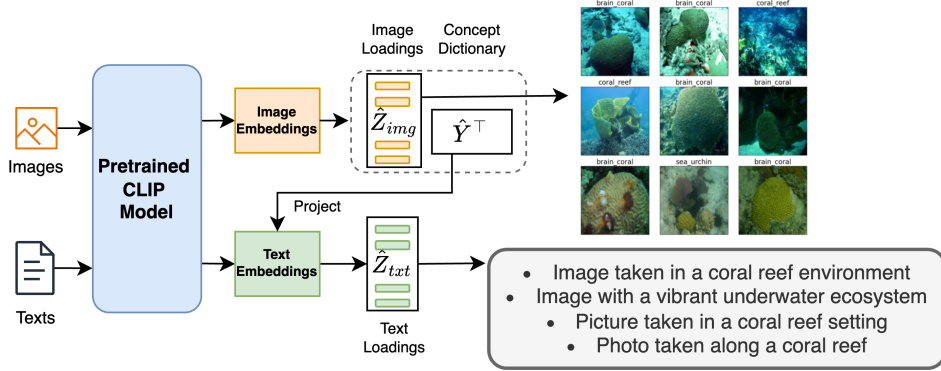 Images
Texts
Pretrained
CLIP
Model
Image
Embeddings
Text
Embeddings
Project
Image
Loadings
Concept
Dictionary
Ẑ_img
Ŷ^⊤
Ẑ_txt
Text
Loadings
brain_coral brain_coral coral_reef
coral_reef brain_coral brain_coral
brain_coral sea_urchin brain_coral
• Image taken in a coral reef environment
• Image with a vibrant underwater ecosystem
• Picture taken in a coral reef setting
• Photo taken along a coral reef